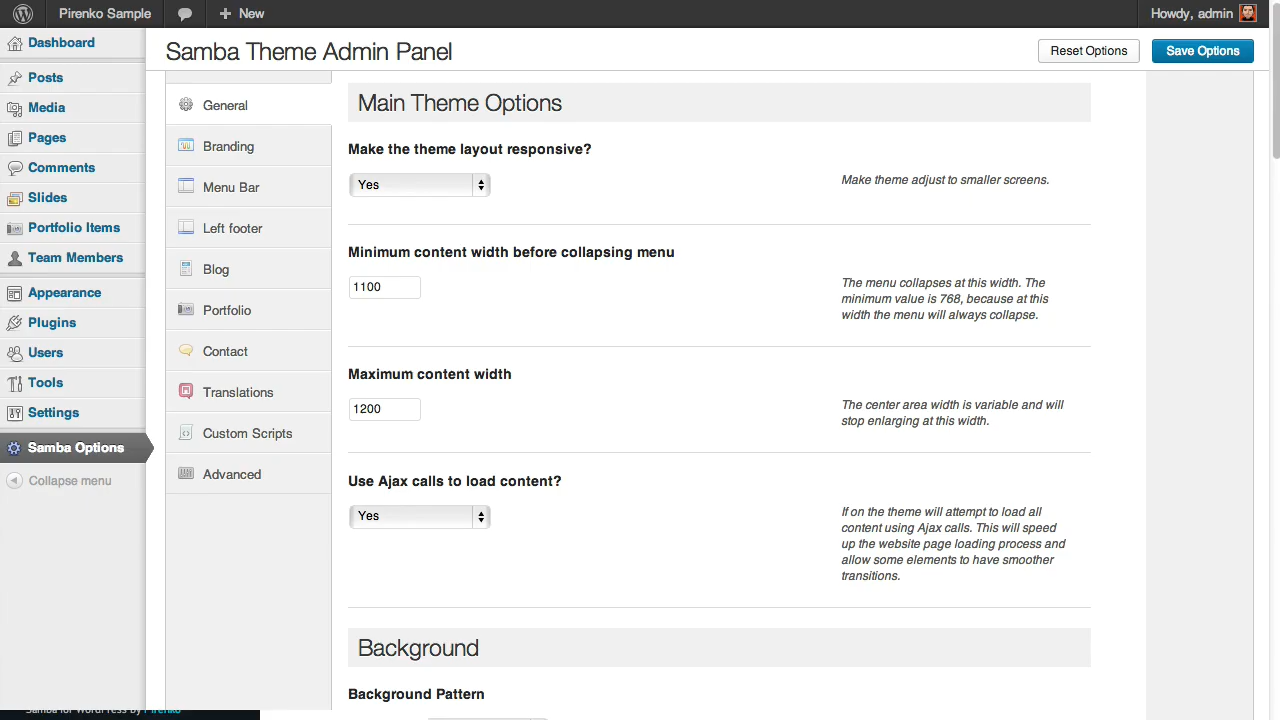 Pirenko Sample
New
Howdy, admin
Dashboard
Posts
Media
Pages
Comments
Slides
Portfolio Items
Team Members
Appearance
Plugins
Users
Tools
Settings
Samba Options
Collapse menu
Samba for WordPress by Pirenko
Samba Theme Admin Panel
Reset Options
Save Options
General
Branding
Menu Bar
Left footer
Blog
Portfolio
Contact
Translations
Custom Scripts
Advanced
Main Theme Options
Make the theme layout responsive?
Yes
Make theme adjust to smaller screens.
Minimum content width before collapsing menu
1100
The menu collapses at this width. The
minimum value is 768, because at this
width the menu will always collapse.
Maximum content width
1200
The center area width is variable and will
stop enlarging at this width.
Use Ajax calls to load content?
Yes
If on the theme will attempt to load all
content using Ajax calls. This will speed
up the website page loading process and
allow some elements to have smoother
transitions.
Background
Background Pattern